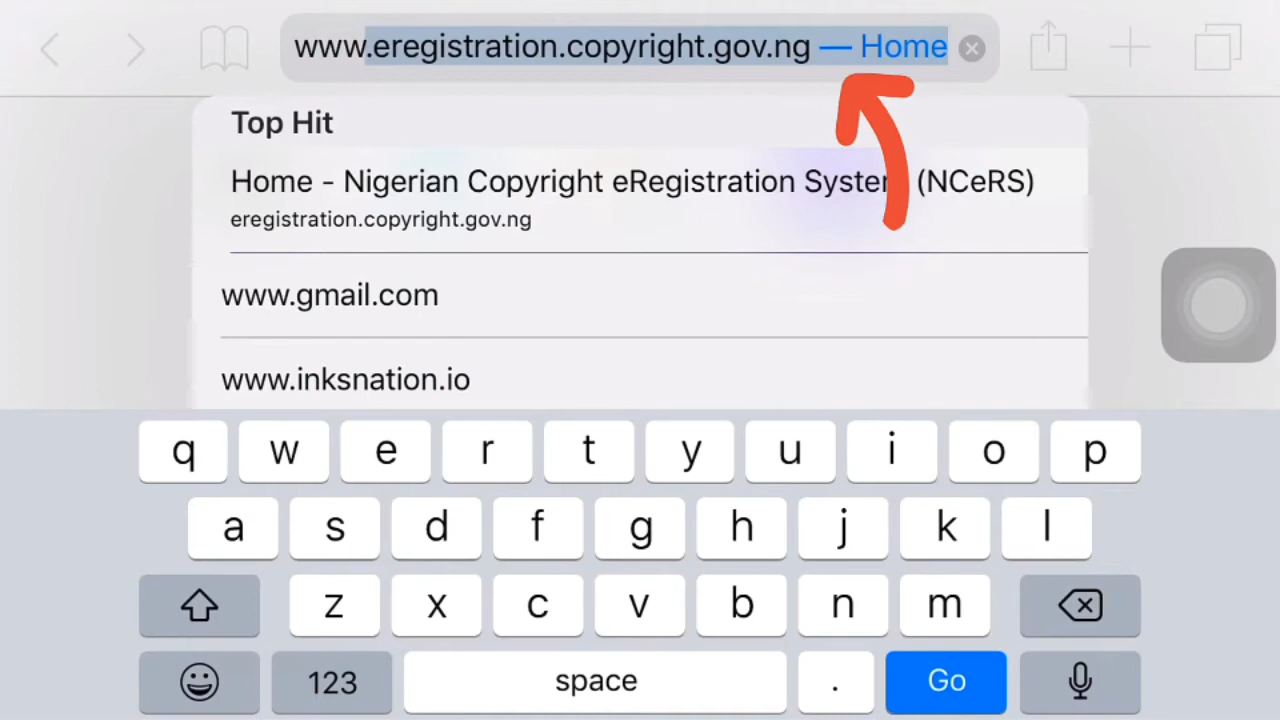 www.eregistration.copyright.gov.ng — Home
Top Hit
Home - Nigerian Copyright eRegistration System (NCeRS)
eregistration.copyright.gov.ng
www.gmail.com
www.inksnation.io
q w e r t y u i o p
a s d f g h j k l
z x c v b n m
123 space . Go